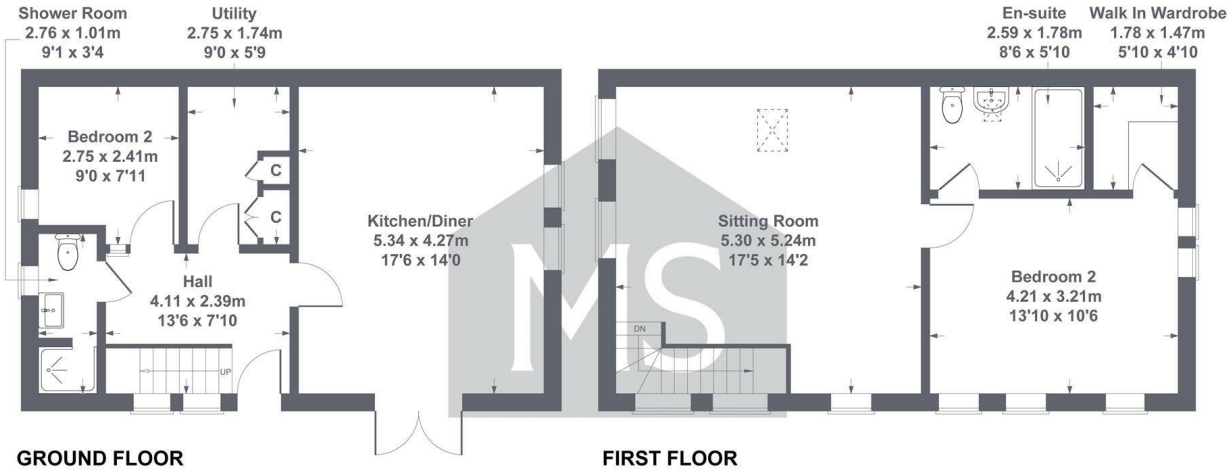 Shower Room
2.76 x 1.01m
9'1 x 3'4
Utility
2.75 x 1.74m
9'0 x 5'9
Bedroom 2
2.75 x 2.41m
9'0 x 7'11
C
C
Kitchen/Diner
5.34 x 4.27m
17'6 x 14'0
Hall
4.11 x 2.39m
13'6 x 7'10
UP
GROUND FLOOR
En-suite
2.59 x 1.78m
8'6 x 5'10
Walk In Wardrobe
1.78 x 1.47m
5'10 x 4'10
Sitting Room
5.30 x 5.24m
17'5 x 14'2
Bedroom 2
4.21 x 3.21m
13'10 x 10'6
DN
FIRST FLOOR
MS